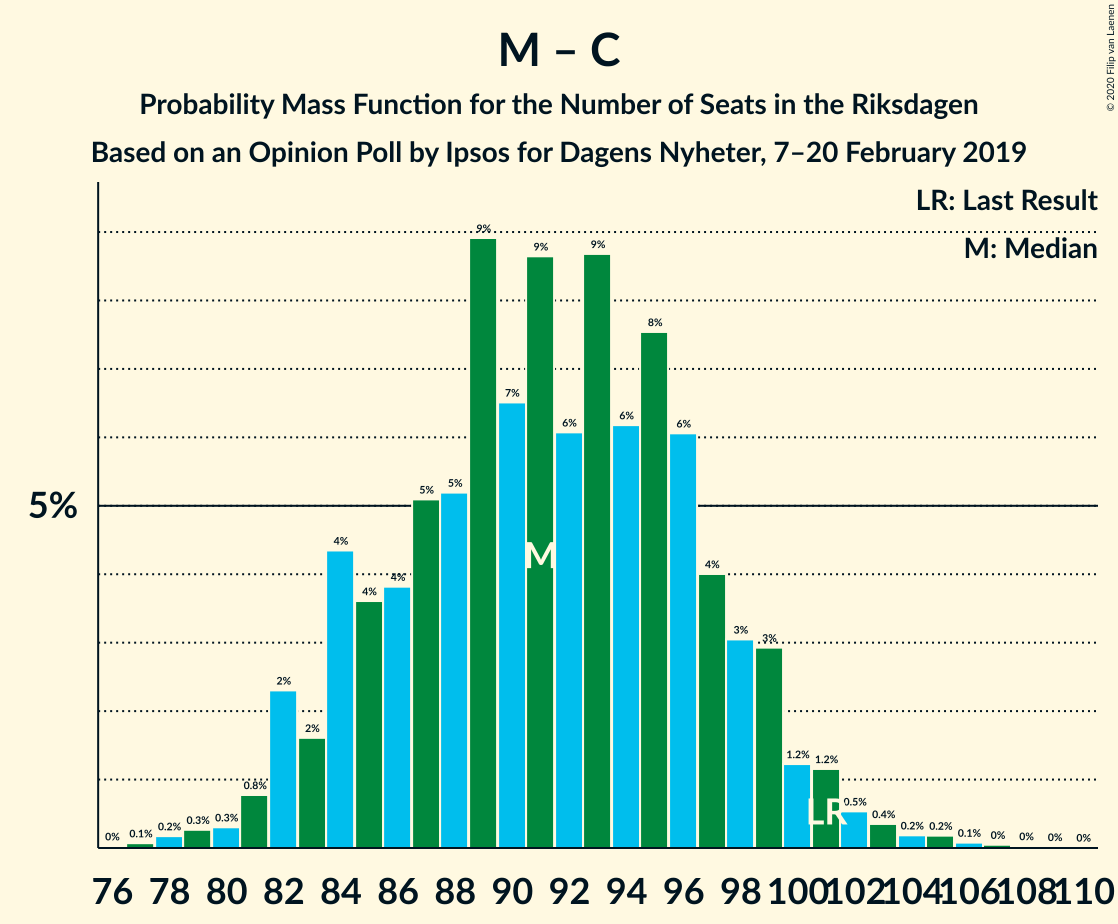 M – C
Probability Mass Function for the Number of Seats in the Riksdagen
Based on an Opinion Poll by Ipsos for Dagens Nyheter, 7–20 February 2019
© 2020 Filip van Laenen
LR: Last Result
M: Median
5%
0% 0.1% 0.2% 0.3% 0.3% 0.8% 2% 2% 4% 4% 4% 5% 5% 9% 7% 9% 6% 9% 6% 8% 6% 4% 3% 3% 1.2% 1.2% 0.5% 0.4% 0.2% 0.2% 0.1% 0% 0% 0% 0%
M
LR
76 78 80 82 84 86 88 90 92 94 96 98 100 102 104 106 108 110